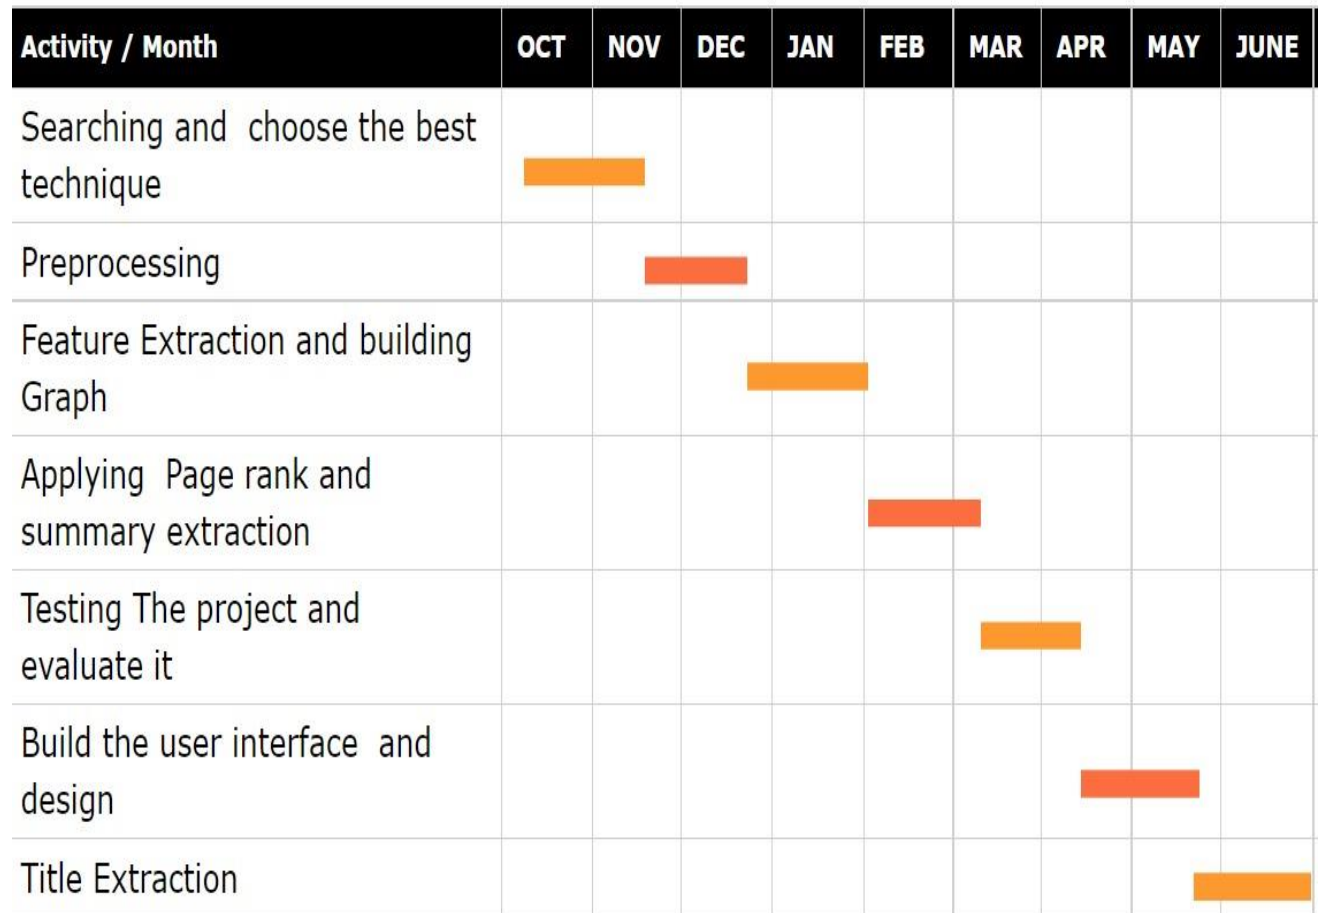 Activity / Month OCT NOV DEC JAN FEB MAR APR MAY JUNE
Searching and choose the best
technique
Preprocessing
Feature Extraction and building
Graph
Applying Page rank and
summary extraction
Testing The project and
evaluate it
Build the user interface and
design
Title Extraction